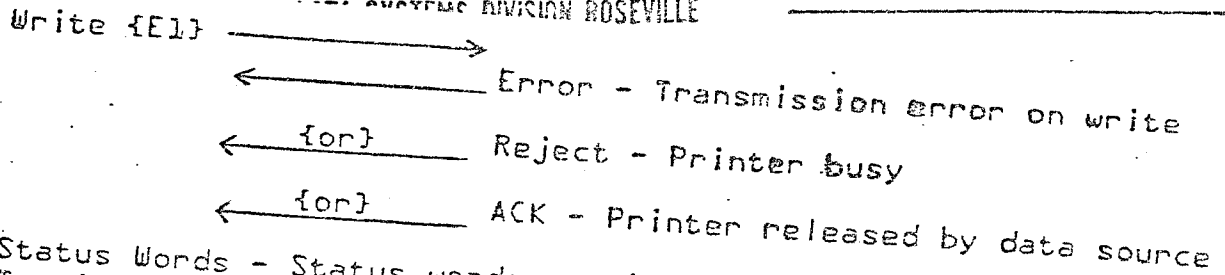 SYSTEMS DIVISION ROSEVILLE
Write {E1}
Error - Transmission error on write
{or} Reject - Printer busy
{or} ACK - Printer released by data source
Status Words - Status